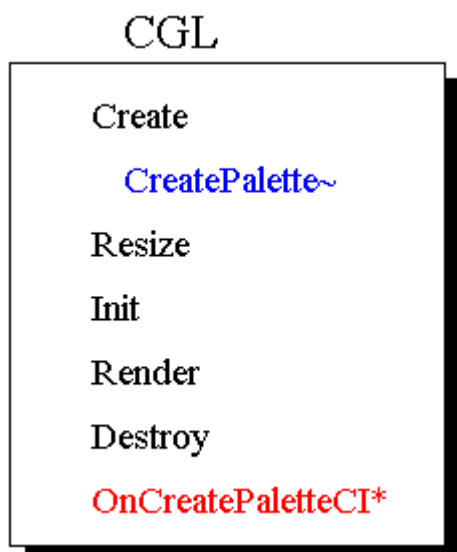 CGL
Create
CreatePalette~
Resize
Init
Render
Destroy
OnCreatePaletteCI*